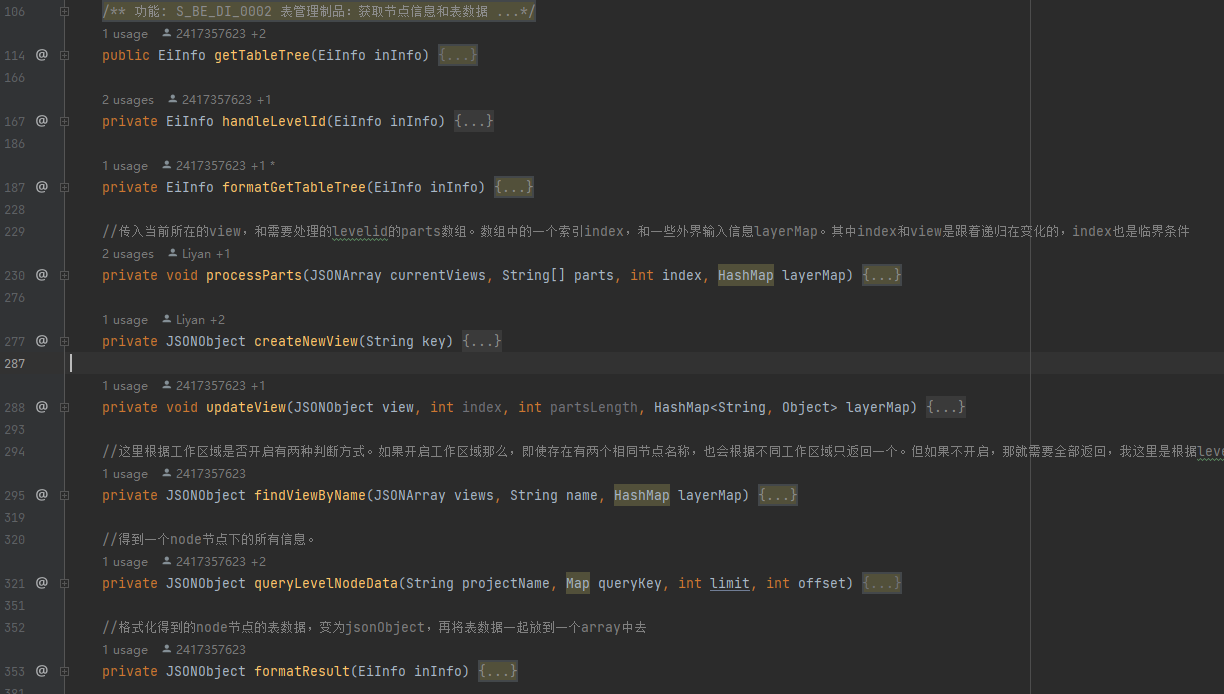 106 /** 功能: S_BE_DI_0002 表管理制品：获取节点信息和表数据 ...*/
1 usage 2417357623 +2
114 @ public EiInfo getTableTree(EiInfo inInfo) {...}
166
2 usages 2417357623 +1
167 @ private EiInfo handleLevelId(EiInfo inInfo) {...}
186
1 usage 2417357623 +1 *
187 @ private EiInfo formatGetTableTree(EiInfo inInfo) {...}
228
229 //传入当前所在的view，和需要处理的levelid的parts数组。数组中的一个索引index，和一些外界输入信息layerMap。其中index和view是跟着递归在变化的，index也是临界条件
2 usages Liyan +1
230 @ private void processParts(JSONArray currentViews, String[] parts, int index, HashMap layerMap) {...}
276
1 usage Liyan +2
277 @ private JSONObject createNewView(String key) {...}
287
1 usage 2417357623 +1
288 @ private void updateView(JSONObject view, int index, int partsLength, HashMap<String, Object> layerMap) {...}
293
294 //这里根据工作区域是否开启有两种判断方式。如果开启工作区域那么，即使存在有两个相同节点名称，也会根据不同工作区域只返回一个。但如果不开启，那就需要全部返回，我这里是根据leve
1 usage 2417357623
295 @ private JSONObject findViewByName(JSONArray views, String name, HashMap layerMap) {...}
319
320 //得到一个node节点下的所有信息。
1 usage 2417357623 +2
321 @ private JSONObject queryLevelNodeData(String projectName, Map queryKey, int limit, int offset) {...}
351
352 //格式化得到的node节点的表数据，变为jsonObject，再将表数据一起放到一个array中去
1 usage 2417357623
353 @ private JSONObject formatResult(EiInfo inInfo) {...}
381